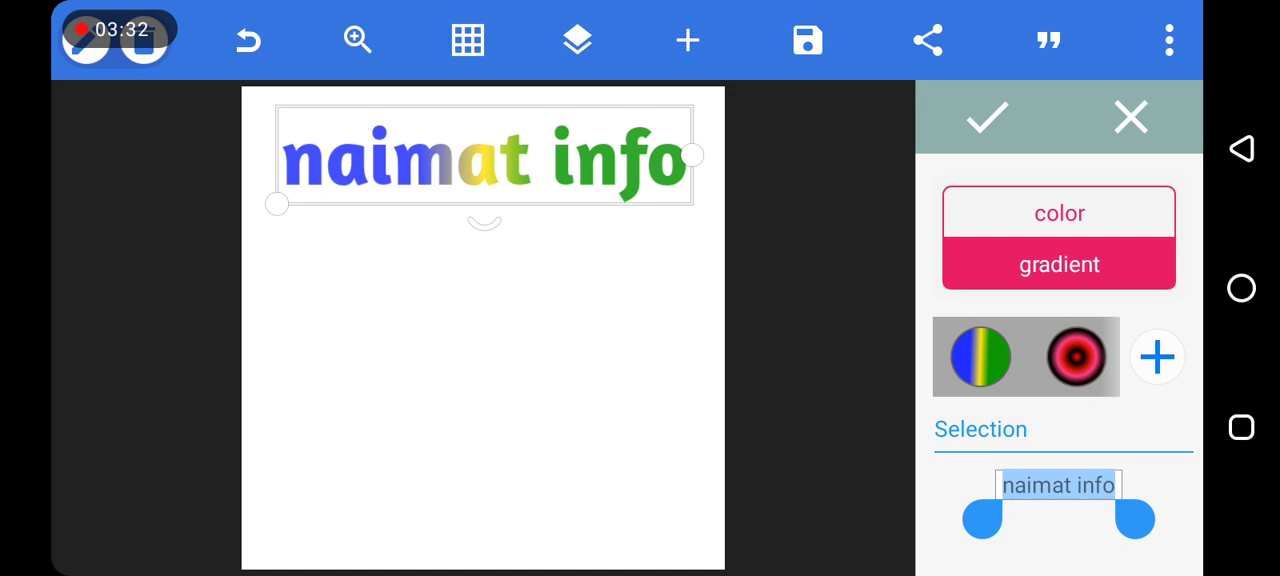 03:32
naimat info
color
gradient
Selection
naimat info